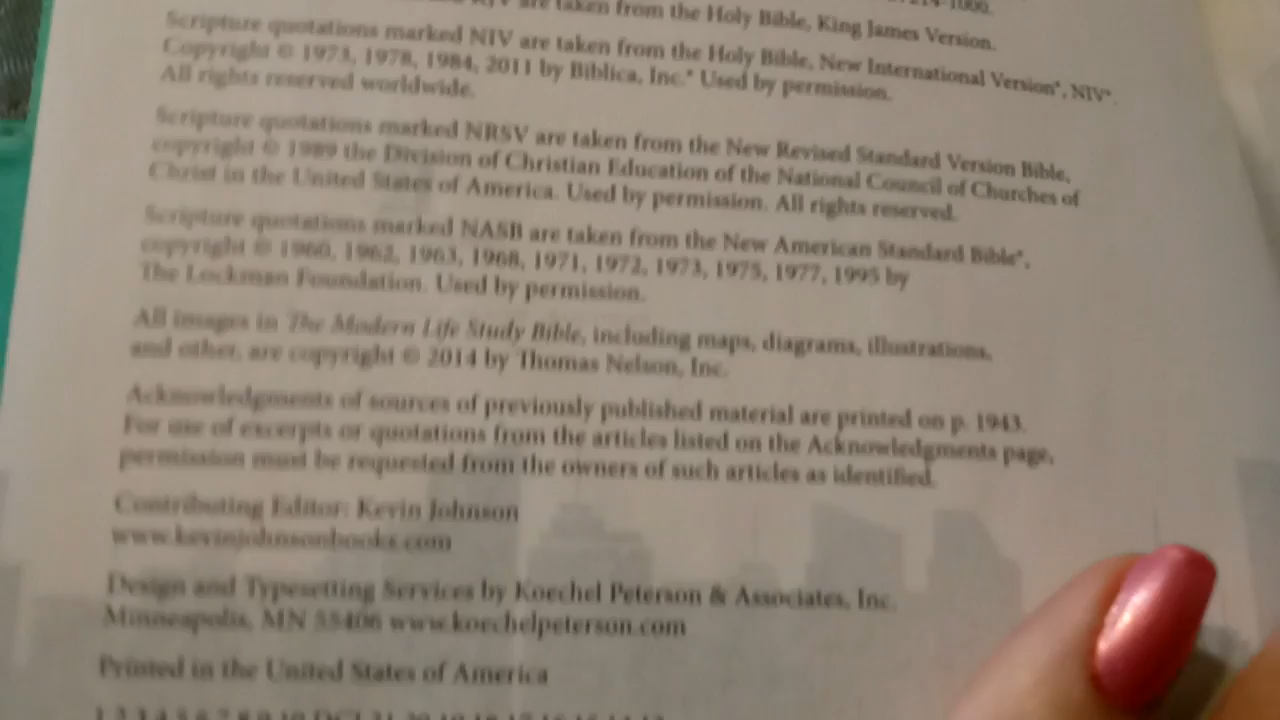 are taken from the Holy Bible, King James Version.
Scripture quotations marked NIV are taken from the Holy Bible, New International Version®, NIV®.
Copyright © 1973, 1978, 1984, 2011 by Biblica, Inc.® Used by permission.
All rights reserved worldwide.
Scripture quotations marked NRSV are taken from the New Revised Standard Version Bible,
copyright © 1989 the Division of Christian Education of the National Council of Churches of
Christ in the United States of America. Used by permission. All rights reserved.
Scripture quotations marked NASB are taken from the New American Standard Bible®,
copyright © 1960, 1962, 1963, 1968, 1971, 1972, 1973, 1975, 1977, 1995 by
The Lockman Foundation. Used by permission.
All images in The Modern Life Study Bible, including maps, diagrams, illustrations,
and other, are copyright © 2014 by Thomas Nelson, Inc.
Acknowledgments of sources of previously published material are printed on p. 1943.
For use of excerpts or quotations from the articles listed on the Acknowledgments page,
permission must be requested from the owners of such articles as identified.
Contributing Editor: Kevin Johnson
www.kevinjohnsonbooks.com
Design and Typesetting Services by Koechel Peterson & Associates, Inc.
Minneapolis, MN 55406 www.koechelpeterson.com
Printed in the United States of America